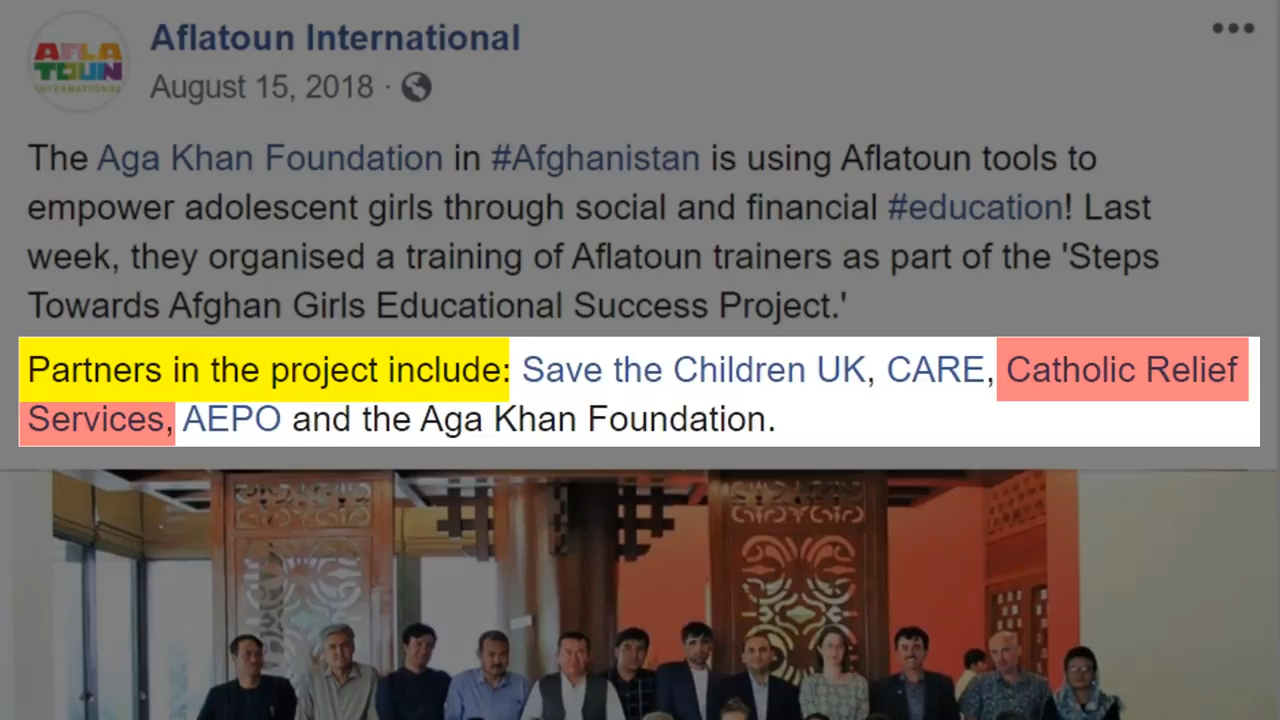 AFLA
TOUN
INTERNATIONAL
Aflatoun International
August 15, 2018 ·
The Aga Khan Foundation in #Afghanistan is using Aflatoun tools to
empower adolescent girls through social and financial #education! Last
week, they organised a training of Aflatoun trainers as part of the 'Steps
Towards Afghan Girls Educational Success Project.'
Partners in the project include: Save the Children UK, CARE, Catholic Relief
Services, AEPO and the Aga Khan Foundation.